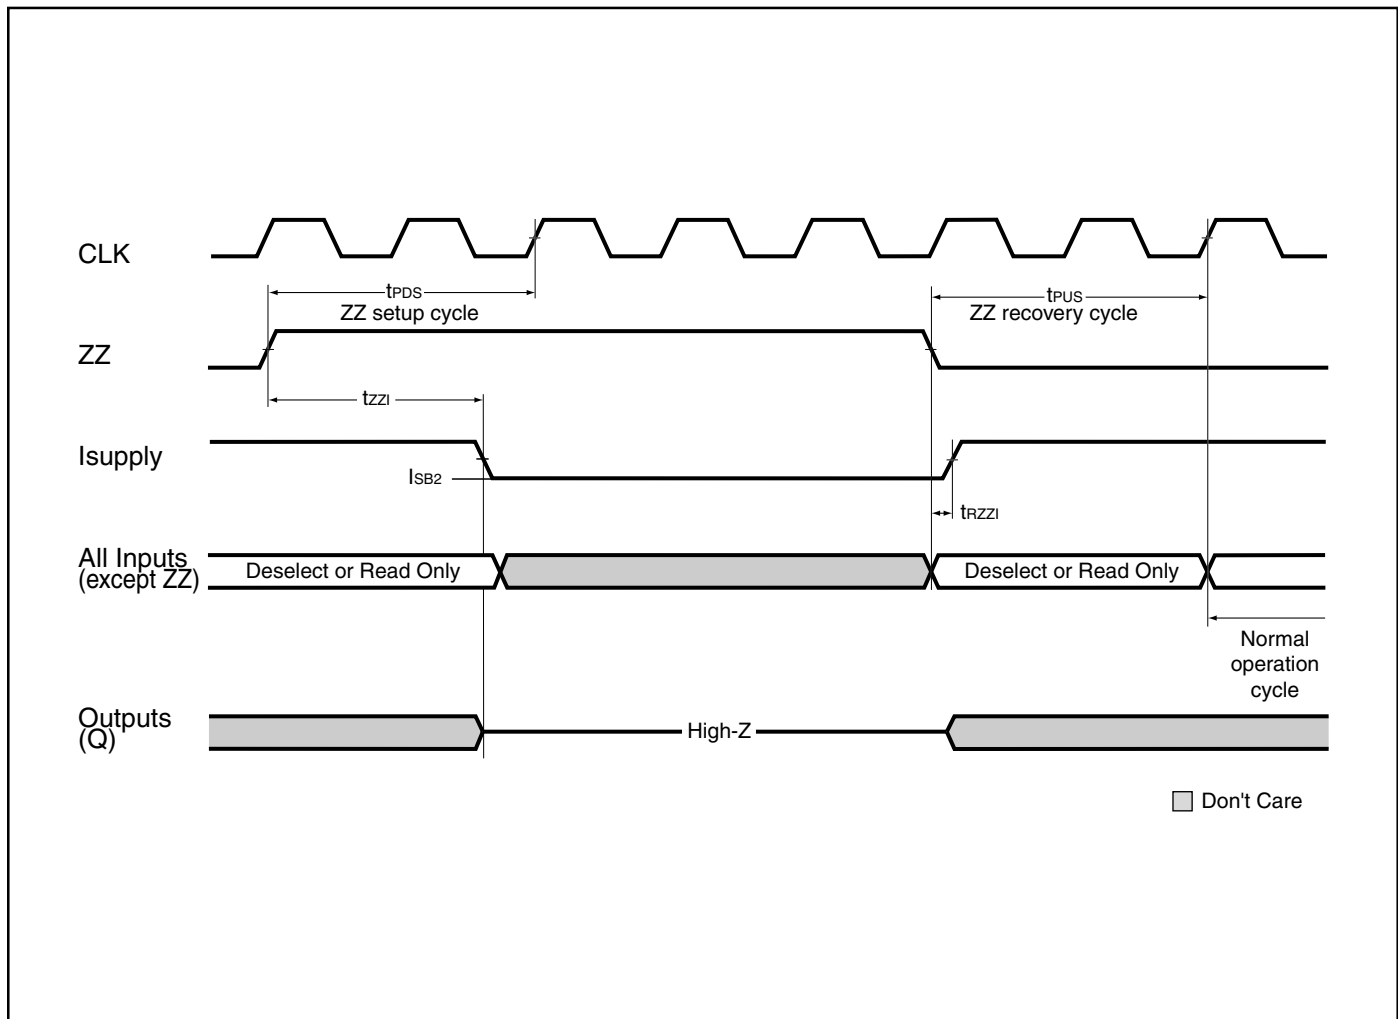 CLK
tPDS
ZZ setup cycle
tPUS
ZZ recovery cycle
ZZ
tZZI
Isupply
ISB2
tRZZI
All Inputs
(except ZZ)
Deselect or Read Only
Deselect or Read Only
Normal
operation
cycle
Outputs
(Q)
High-Z
Don't Care